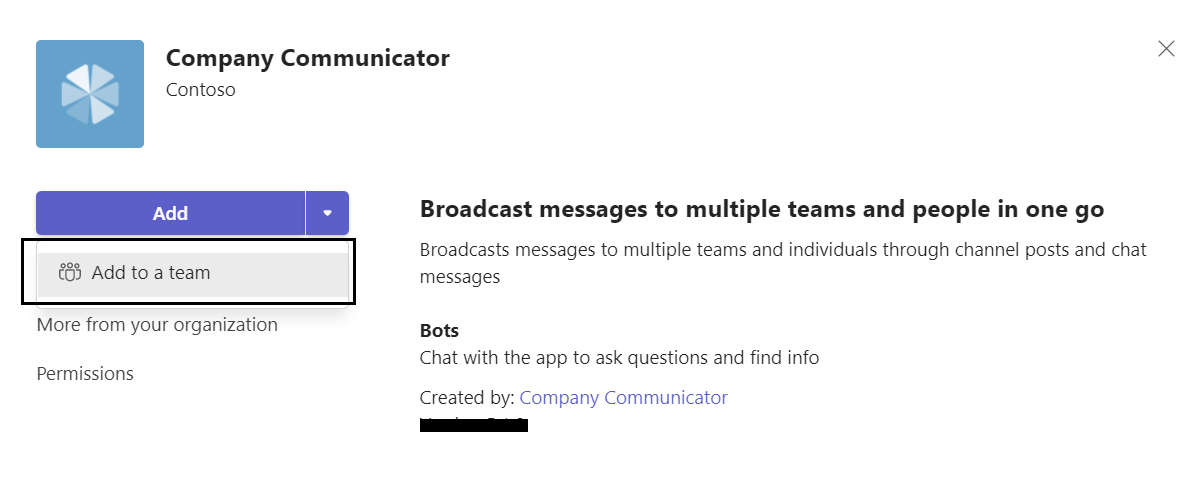 Company Communicator
Contoso
Add
Add to a team
More from your organization
Permissions
Broadcast messages to multiple teams and people in one go
Broadcasts messages to multiple teams and individuals through channel posts and chat
messages
Bots
Chat with the app to ask questions and find info
Created by: Company Communicator